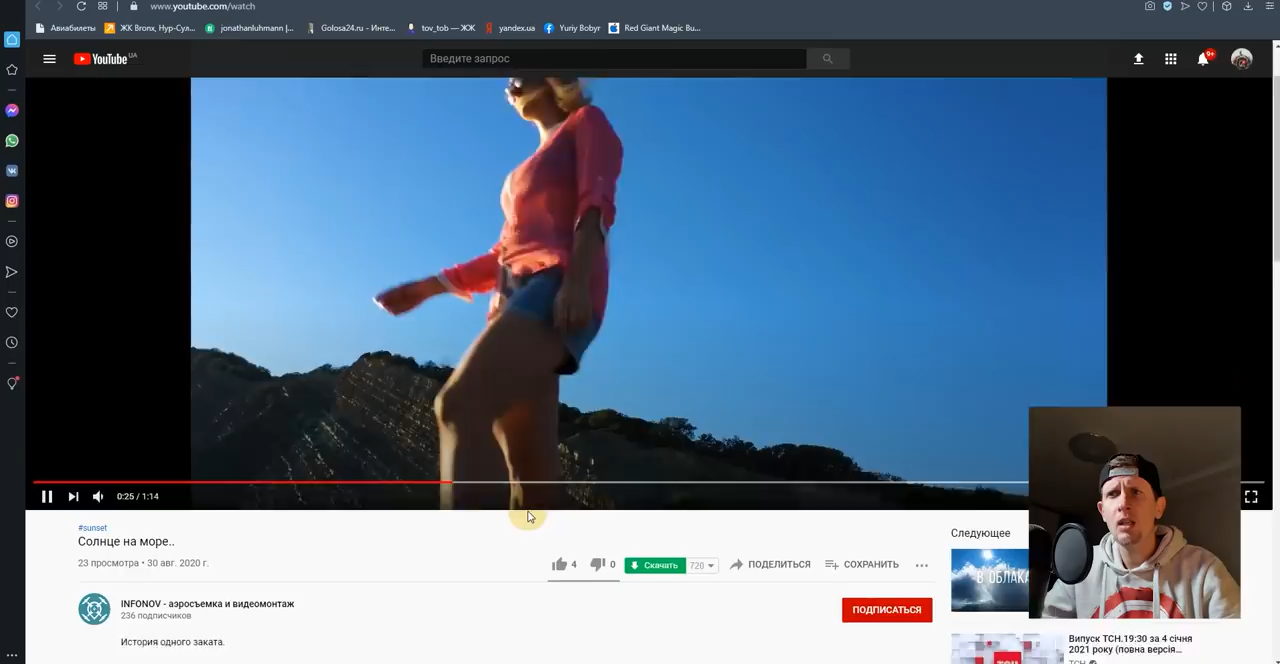 www.youtube.com/watch
Авиабилеты
ЖК Bronx, Нур-Сул...
jonathanluhmann |...
Golosa24.ru - Инте...
tov_tob — ЖЖ
yandex.ua
Yuriy Bobyr
Red Giant Magic Bu...
YouTube UA
Введите запрос
9+
0:25 / 1:14
#sunset
Солнце на море..
23 просмотра • 30 авг. 2020 г.
4
0
Скачать
720
ПОДЕЛИТЬСЯ
СОХРАНИТЬ
INFONOV - аэросъемка и видеомонтаж
236 подписчиков
ПОДПИСАТЬСЯ
История одного заката.
Следующее
В ОБЛАКА
Випуск ТСН.19:30 за 4 січня
2021 року (повна версія...
ТСН